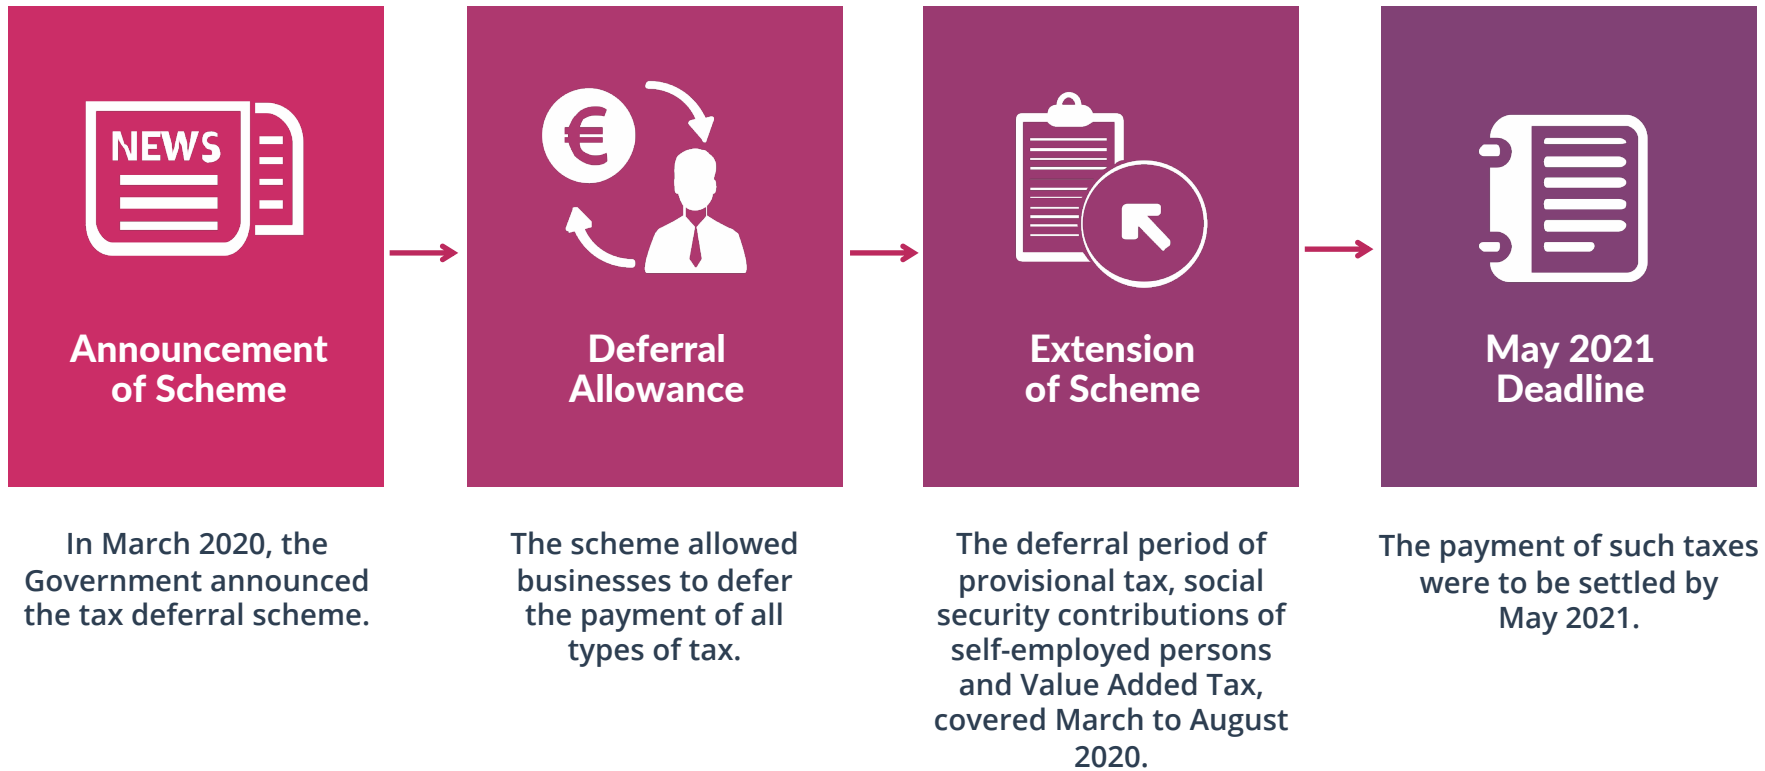 NEWS
€
Announcement
of Scheme
Deferral
Allowance
Extension
of Scheme
May 2021
Deadline
In March 2020, the
Government announced
the tax deferral scheme.
The scheme allowed
businesses to defer
the payment of all
types of tax.
The deferral period of
provisional tax, social
security contributions of
self-employed persons
and Value Added Tax,
covered March to August
2020.
The payment of such taxes
were to be settled by
May 2021.